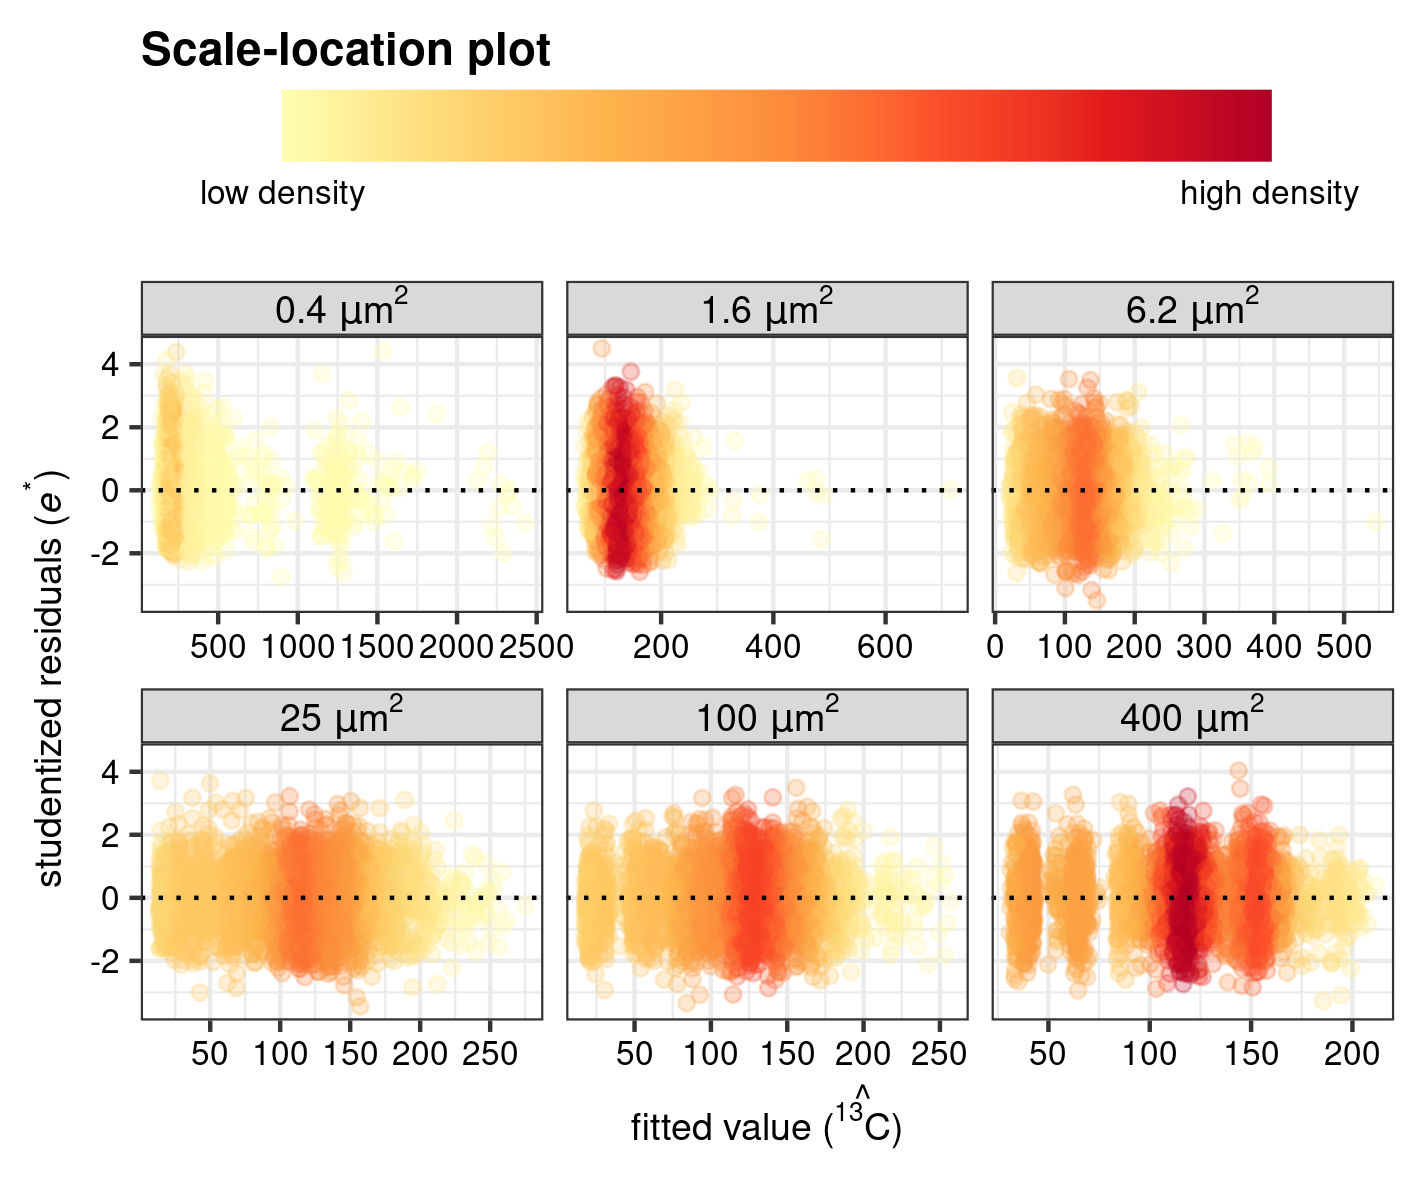 Scale-location plot
low density high density
0.4 µm² 1.6 µm² 6.2 µm²
4
2
0
-2
500 1000 1500 2000 2500 200 400 600 0 100 200 300 400 500
25 µm² 100 µm² 400 µm²
4
2
0
-2
50 100 150 200 250 50 100 150 200 250 50 100 150 200
studentized residuals (e*)
fitted value (¹³Ĉ)